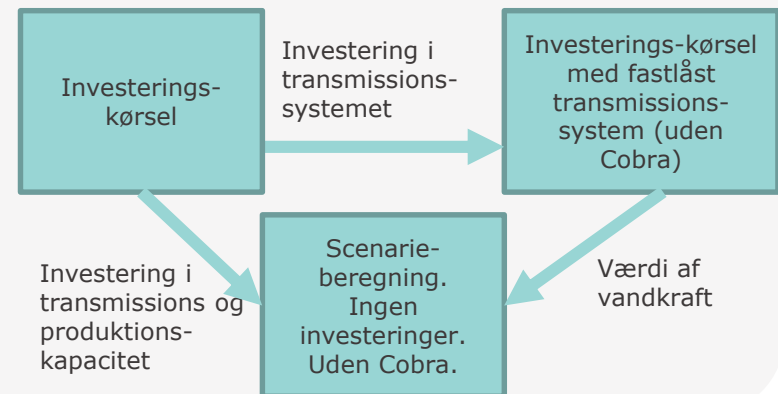 Investerings-
kørsel
Investering i
transmissions-
systemet
Investerings-kørsel
med fastlåst
transmissions-
system (uden
Cobra)
Investering i
transmissions og
produktions-
kapacitet
Scenarie-
beregning.
Ingen
investeringer.
Uden Cobra.
Værdi af
vandkraft